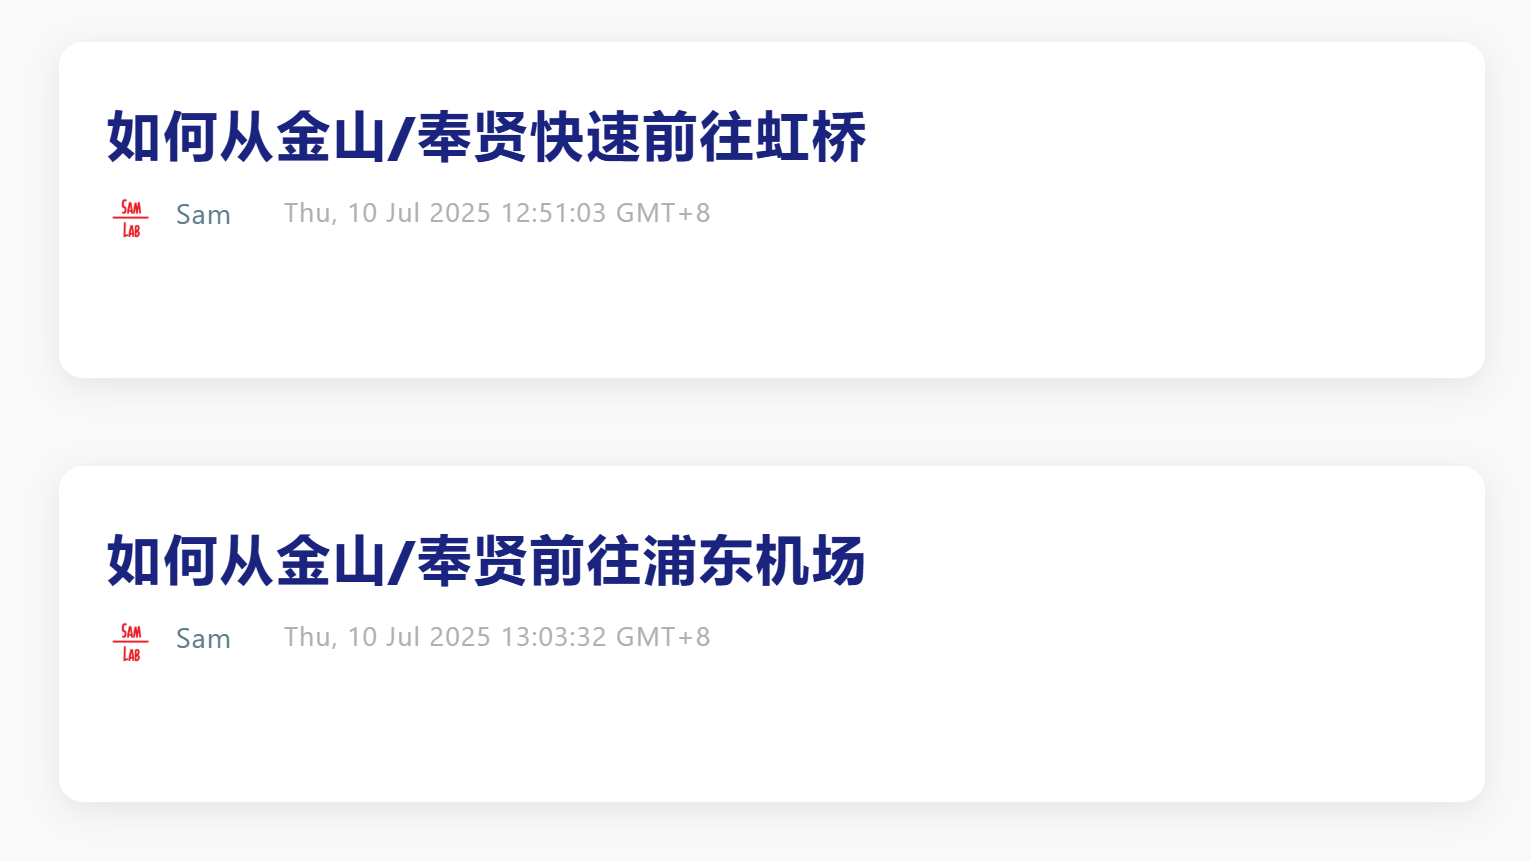 如何从金山/奉贤快速前往虹桥
SAM
LAB
Sam Thu, 10 Jul 2025 12:51:03 GMT+8
如何从金山/奉贤前往浦东机场
SAM
LAB
Sam Thu, 10 Jul 2025 13:03:32 GMT+8